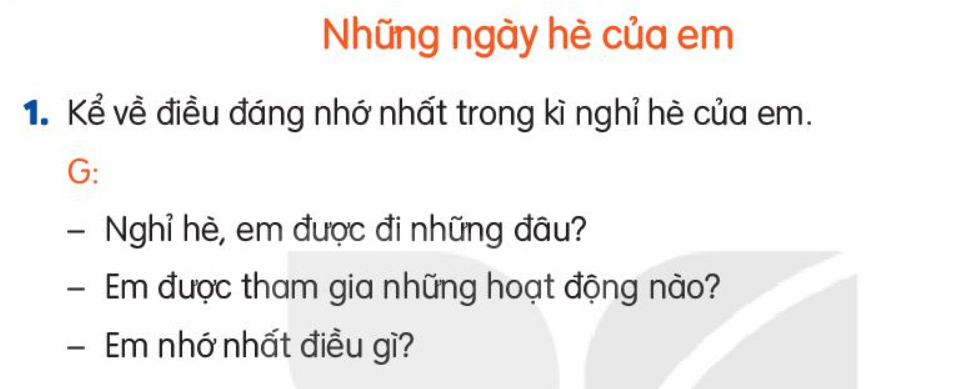 Những ngày hè của em
1. Kể về điều đáng nhớ nhất trong kì nghỉ hè của em.
G:
– Nghỉ hè, em được đi những đâu?
– Em được tham gia những hoạt động nào?
– Em nhớ nhất điều gì?